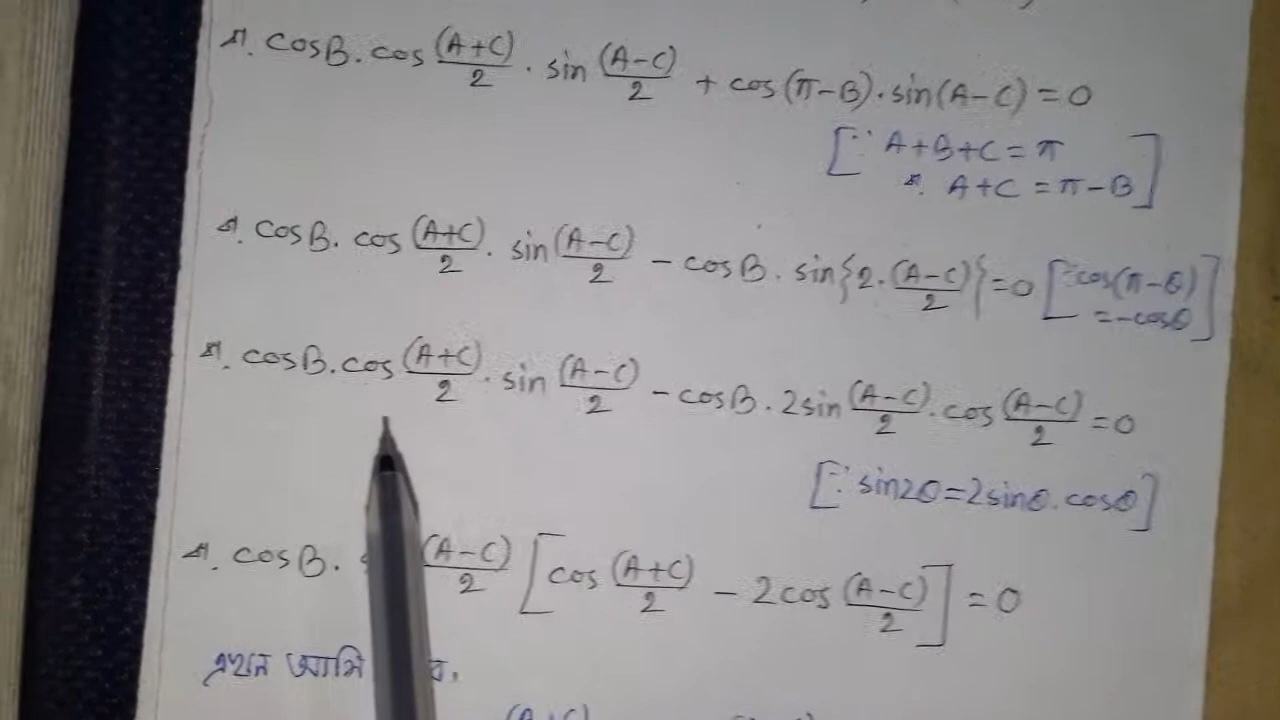 বা, cosB. cos (A+C)/2 . sin (A-C)/2 + cos(π-B). sin(A-C) = 0
[∵ A+B+C = π
বা, A+C = π-B]
বা, cosB. cos (A+C)/2 . sin (A-C)/2 - cosB. sin{2. (A-C)/2} = 0 [∵ cos(π-θ)
= -cosθ]
বা, cosB. cos (A+C)/2 . sin (A-C)/2 - cosB. 2sin (A-C)/2 . cos (A-C)/2 = 0
[∵ sin2θ = 2sinθ. cosθ]
বা, cosB. (A-C)/2 [cos (A+C)/2 - 2cos (A-C)/2] = 0
এখন আমি
(A+C)